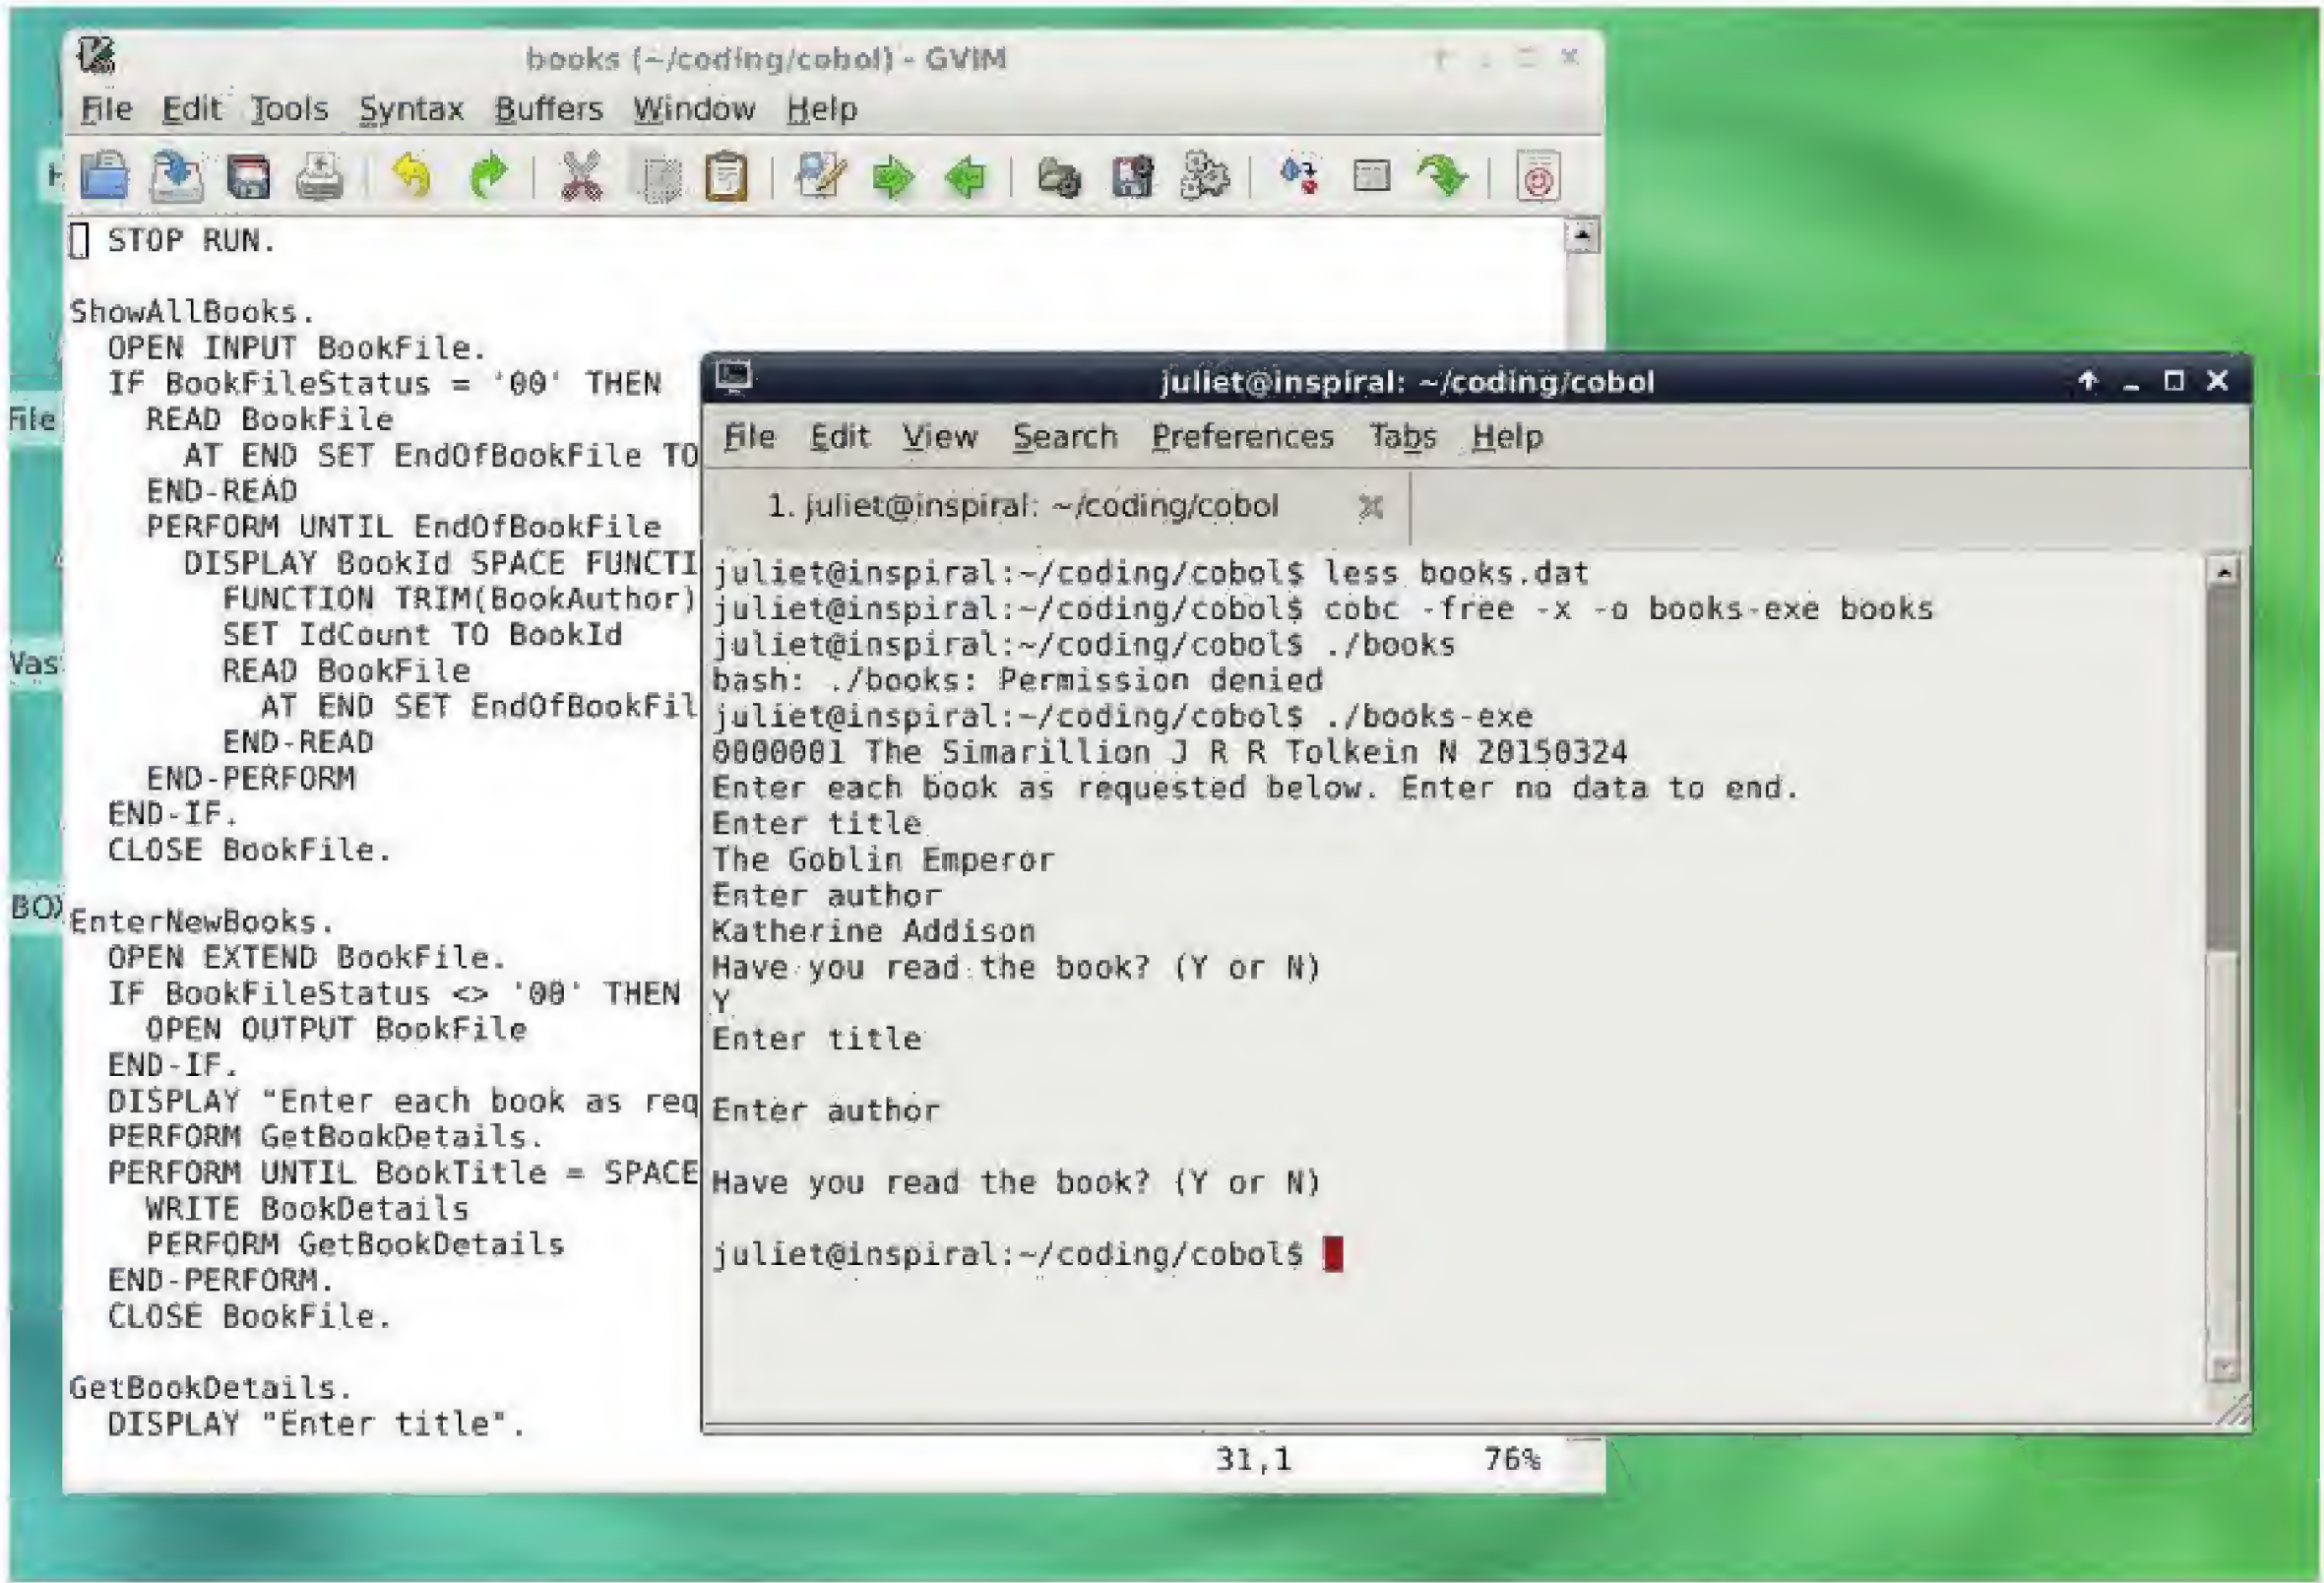 books (~/coding/cobol) - GVIM
File Edit Tools Syntax Buffers Window Help
STOP RUN.
ShowAllBooks.
OPEN INPUT BookFile.
IF BookFileStatus = '00' THEN
READ BookFile
AT END SET EndOfBookFile TO
END-READ
PERFORM UNTIL EndOfBookFile
DISPLAY BookId SPACE FUNCTI
FUNCTION TRIM(BookAuthor)
SET IdCount TO BookId
READ BookFile
AT END SET EndOfBookFil
END-READ
END-PERFORM
END-IF.
CLOSE BookFile.
EnterNewBooks.
OPEN EXTEND BookFile.
IF BookFileStatus <> '00' THEN
OPEN OUTPUT BookFile
END-IF.
DISPLAY "Enter each book as req
PERFORM GetBookDetails.
PERFORM UNTIL BookTitle = SPACE
WRITE BookDetails
PERFORM GetBookDetails
END-PERFORM.
CLOSE BookFile.
GetBookDetails.
DISPLAY "Enter title".
31,1 76%
File
Vas
BO
juliet@inspiral: ~/coding/cobol
File Edit View Search Preferences Tabs Help
1. juliet@inspiral: ~/coding/cobol
juliet@inspiral:~/coding/cobol$ less books.dat
juliet@inspiral:~/coding/cobol$ cobc -free -x -o books-exe books
juliet@inspiral:~/coding/cobol$ ./books
bash: ./books: Permission denied
juliet@inspiral:~/coding/cobol$ ./books-exe
0000001 The Simarillion J R R Tolkein N 20150324
Enter each book as requested below. Enter no data to end.
Enter title
The Goblin Emperor
Enter author
Katherine Addison
Have you read the book? (Y or N)
Y
Enter title
Enter author
Have you read the book? (Y or N)
juliet@inspiral:~/coding/cobol$